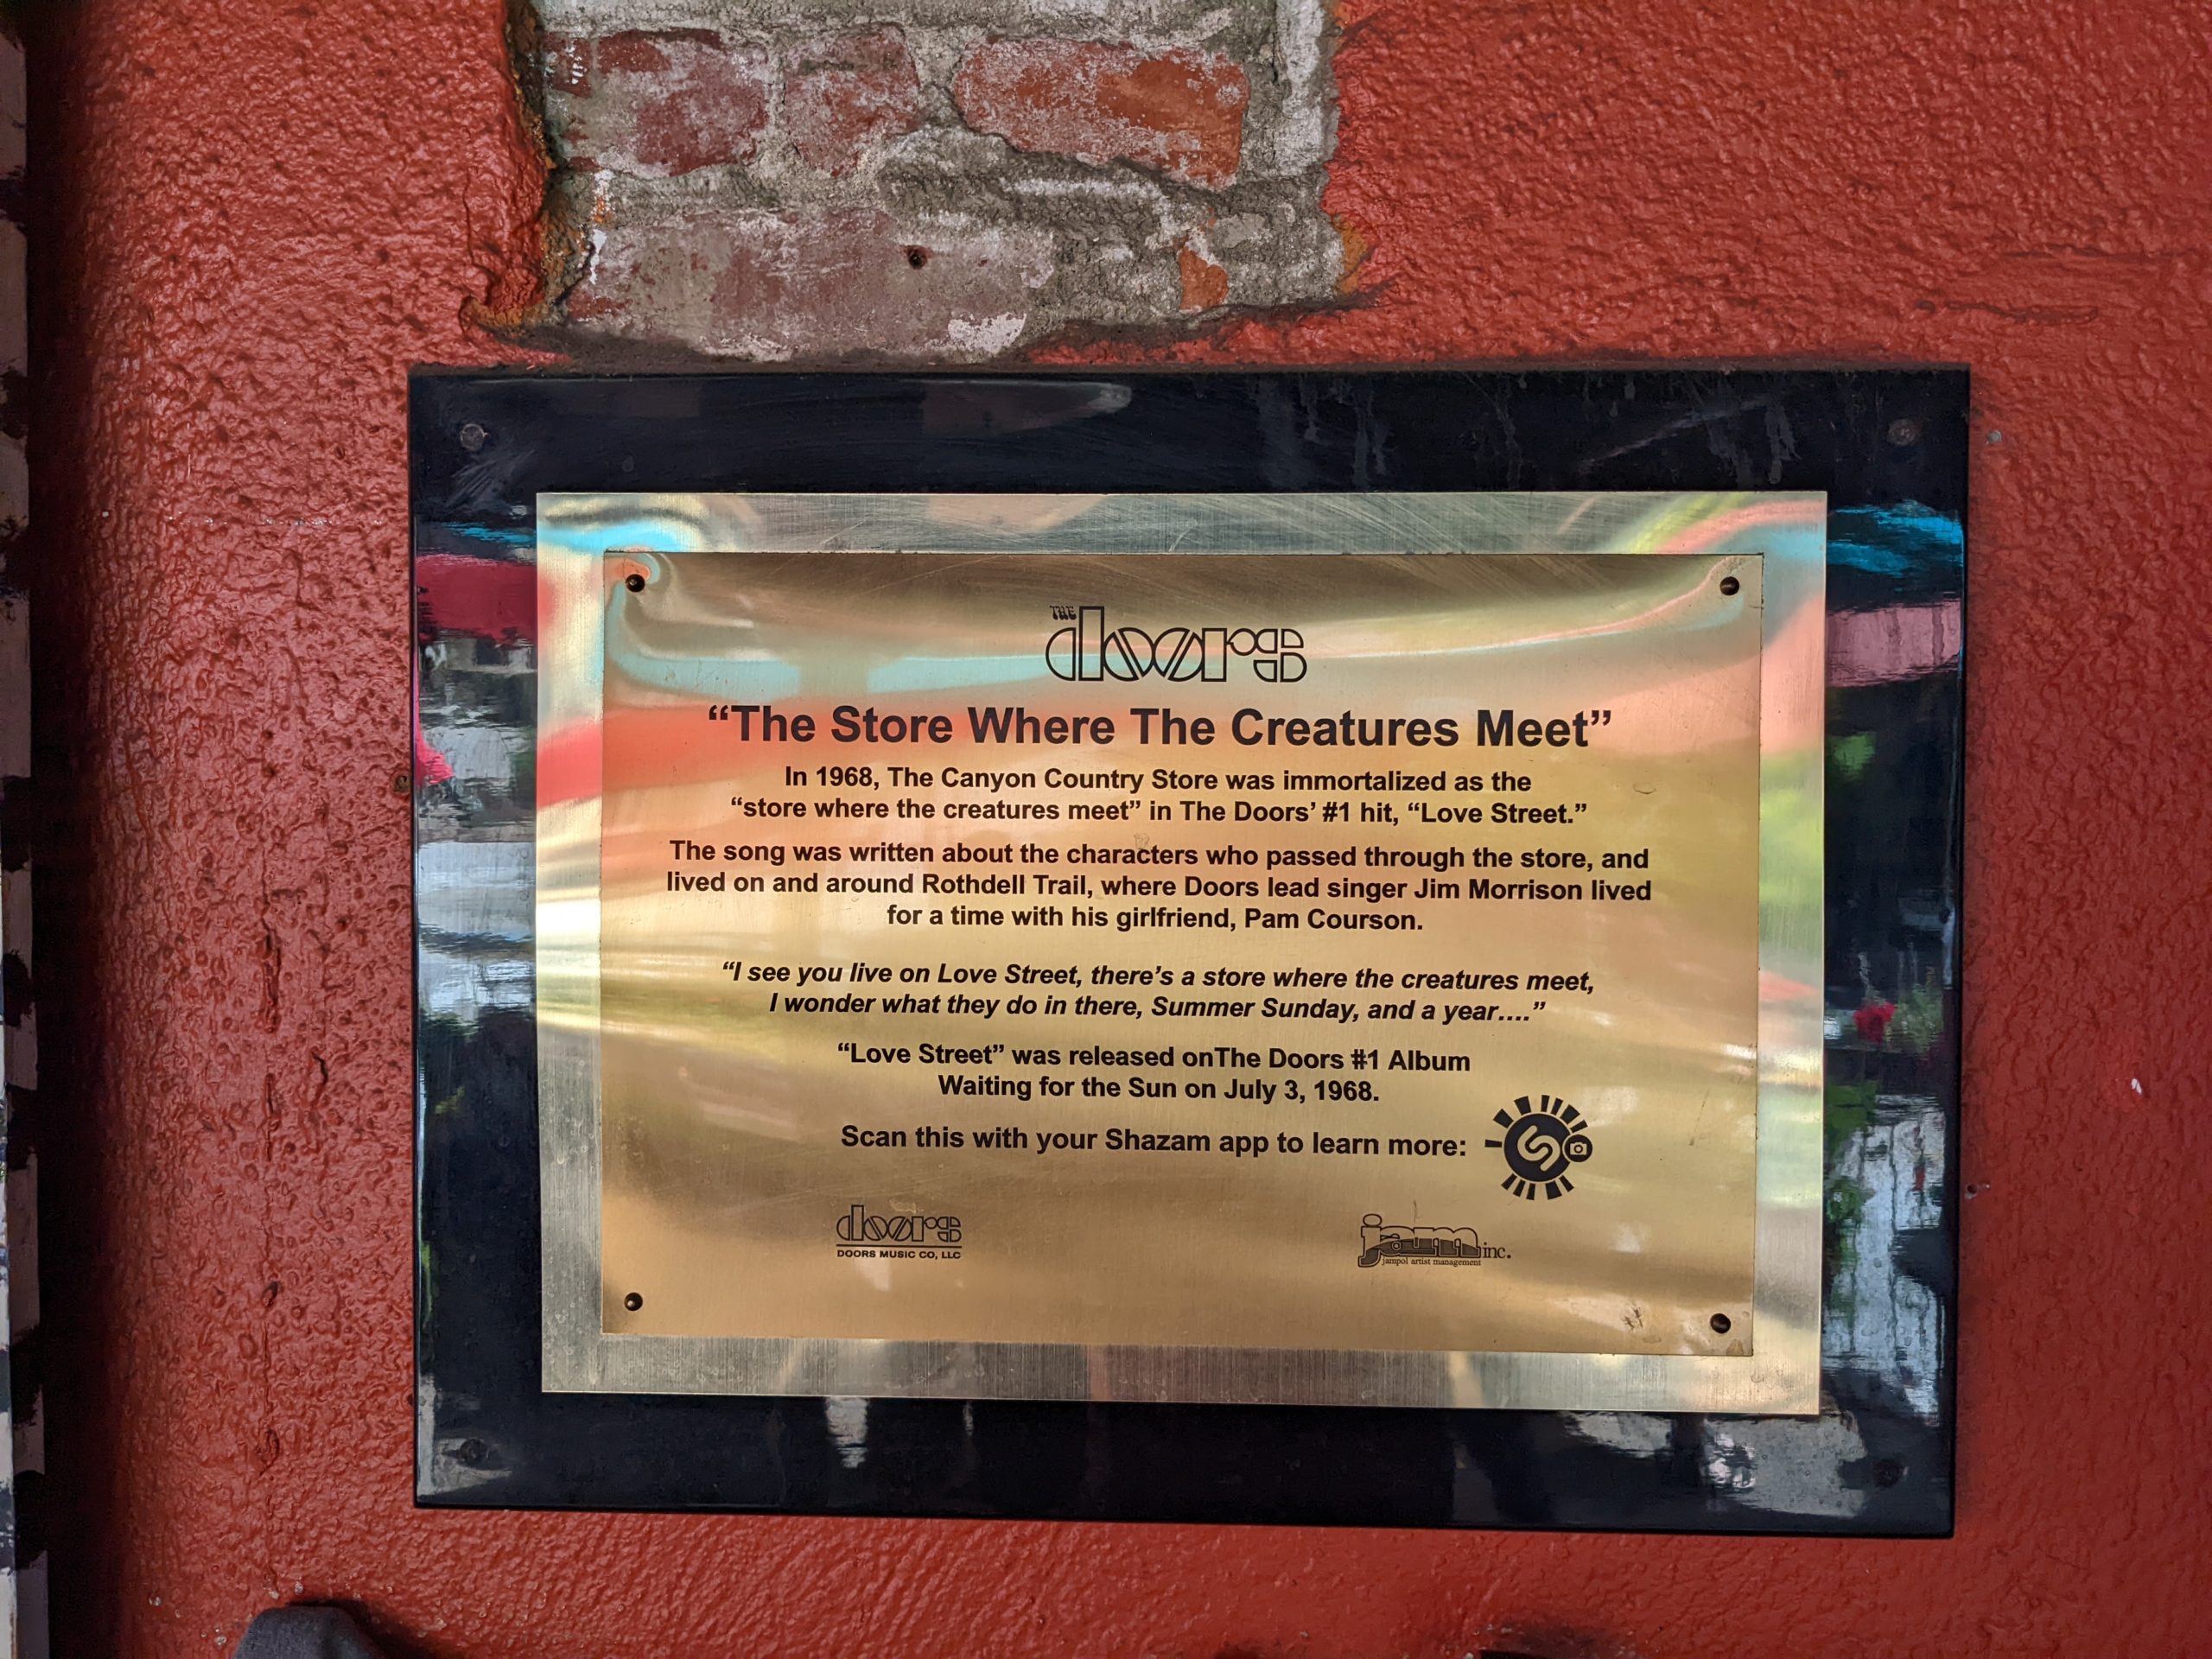 THE
doors
“The Store Where The Creatures Meet”
In 1968, The Canyon Country Store was immortalized as the
“store where the creatures meet” in The Doors’ #1 hit, “Love Street.”
The song was written about the characters who passed through the store, and
lived on and around Rothdell Trail, where Doors lead singer Jim Morrison lived
for a time with his girlfriend, Pam Courson.
“I see you live on Love Street, there’s a store where the creatures meet,
I wonder what they do in there, Summer Sunday, and a year....”
“Love Street” was released onThe Doors #1 Album
Waiting for the Sun on July 3, 1968.
Scan this with your Shazam app to learn more:
doors
DOORS MUSIC CO, LLC
jam inc.
jampol artist management